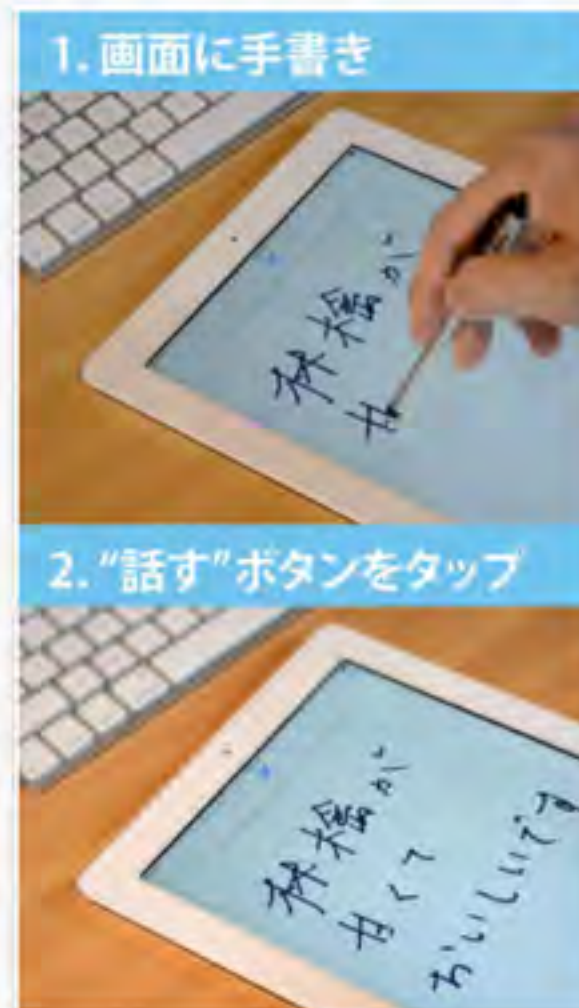 1. 画面に手書き
林檎が
甘
2. “話す”ボタンをタップ
林檎が
甘くて
おいしいです